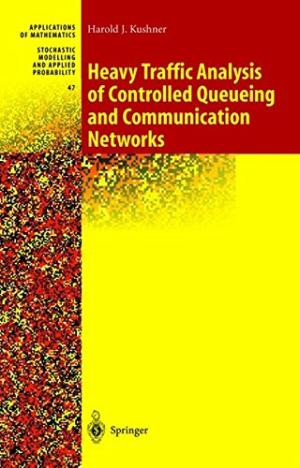 APPLICATIONS
OF MATHEMATICS
STOCHASTIC
MODELLING
AND APPLIED
PROBABILITY
47
Harold J. Kushner
Heavy Traffic Analysis
of Controlled Queueing
and Communication
Networks
Springer